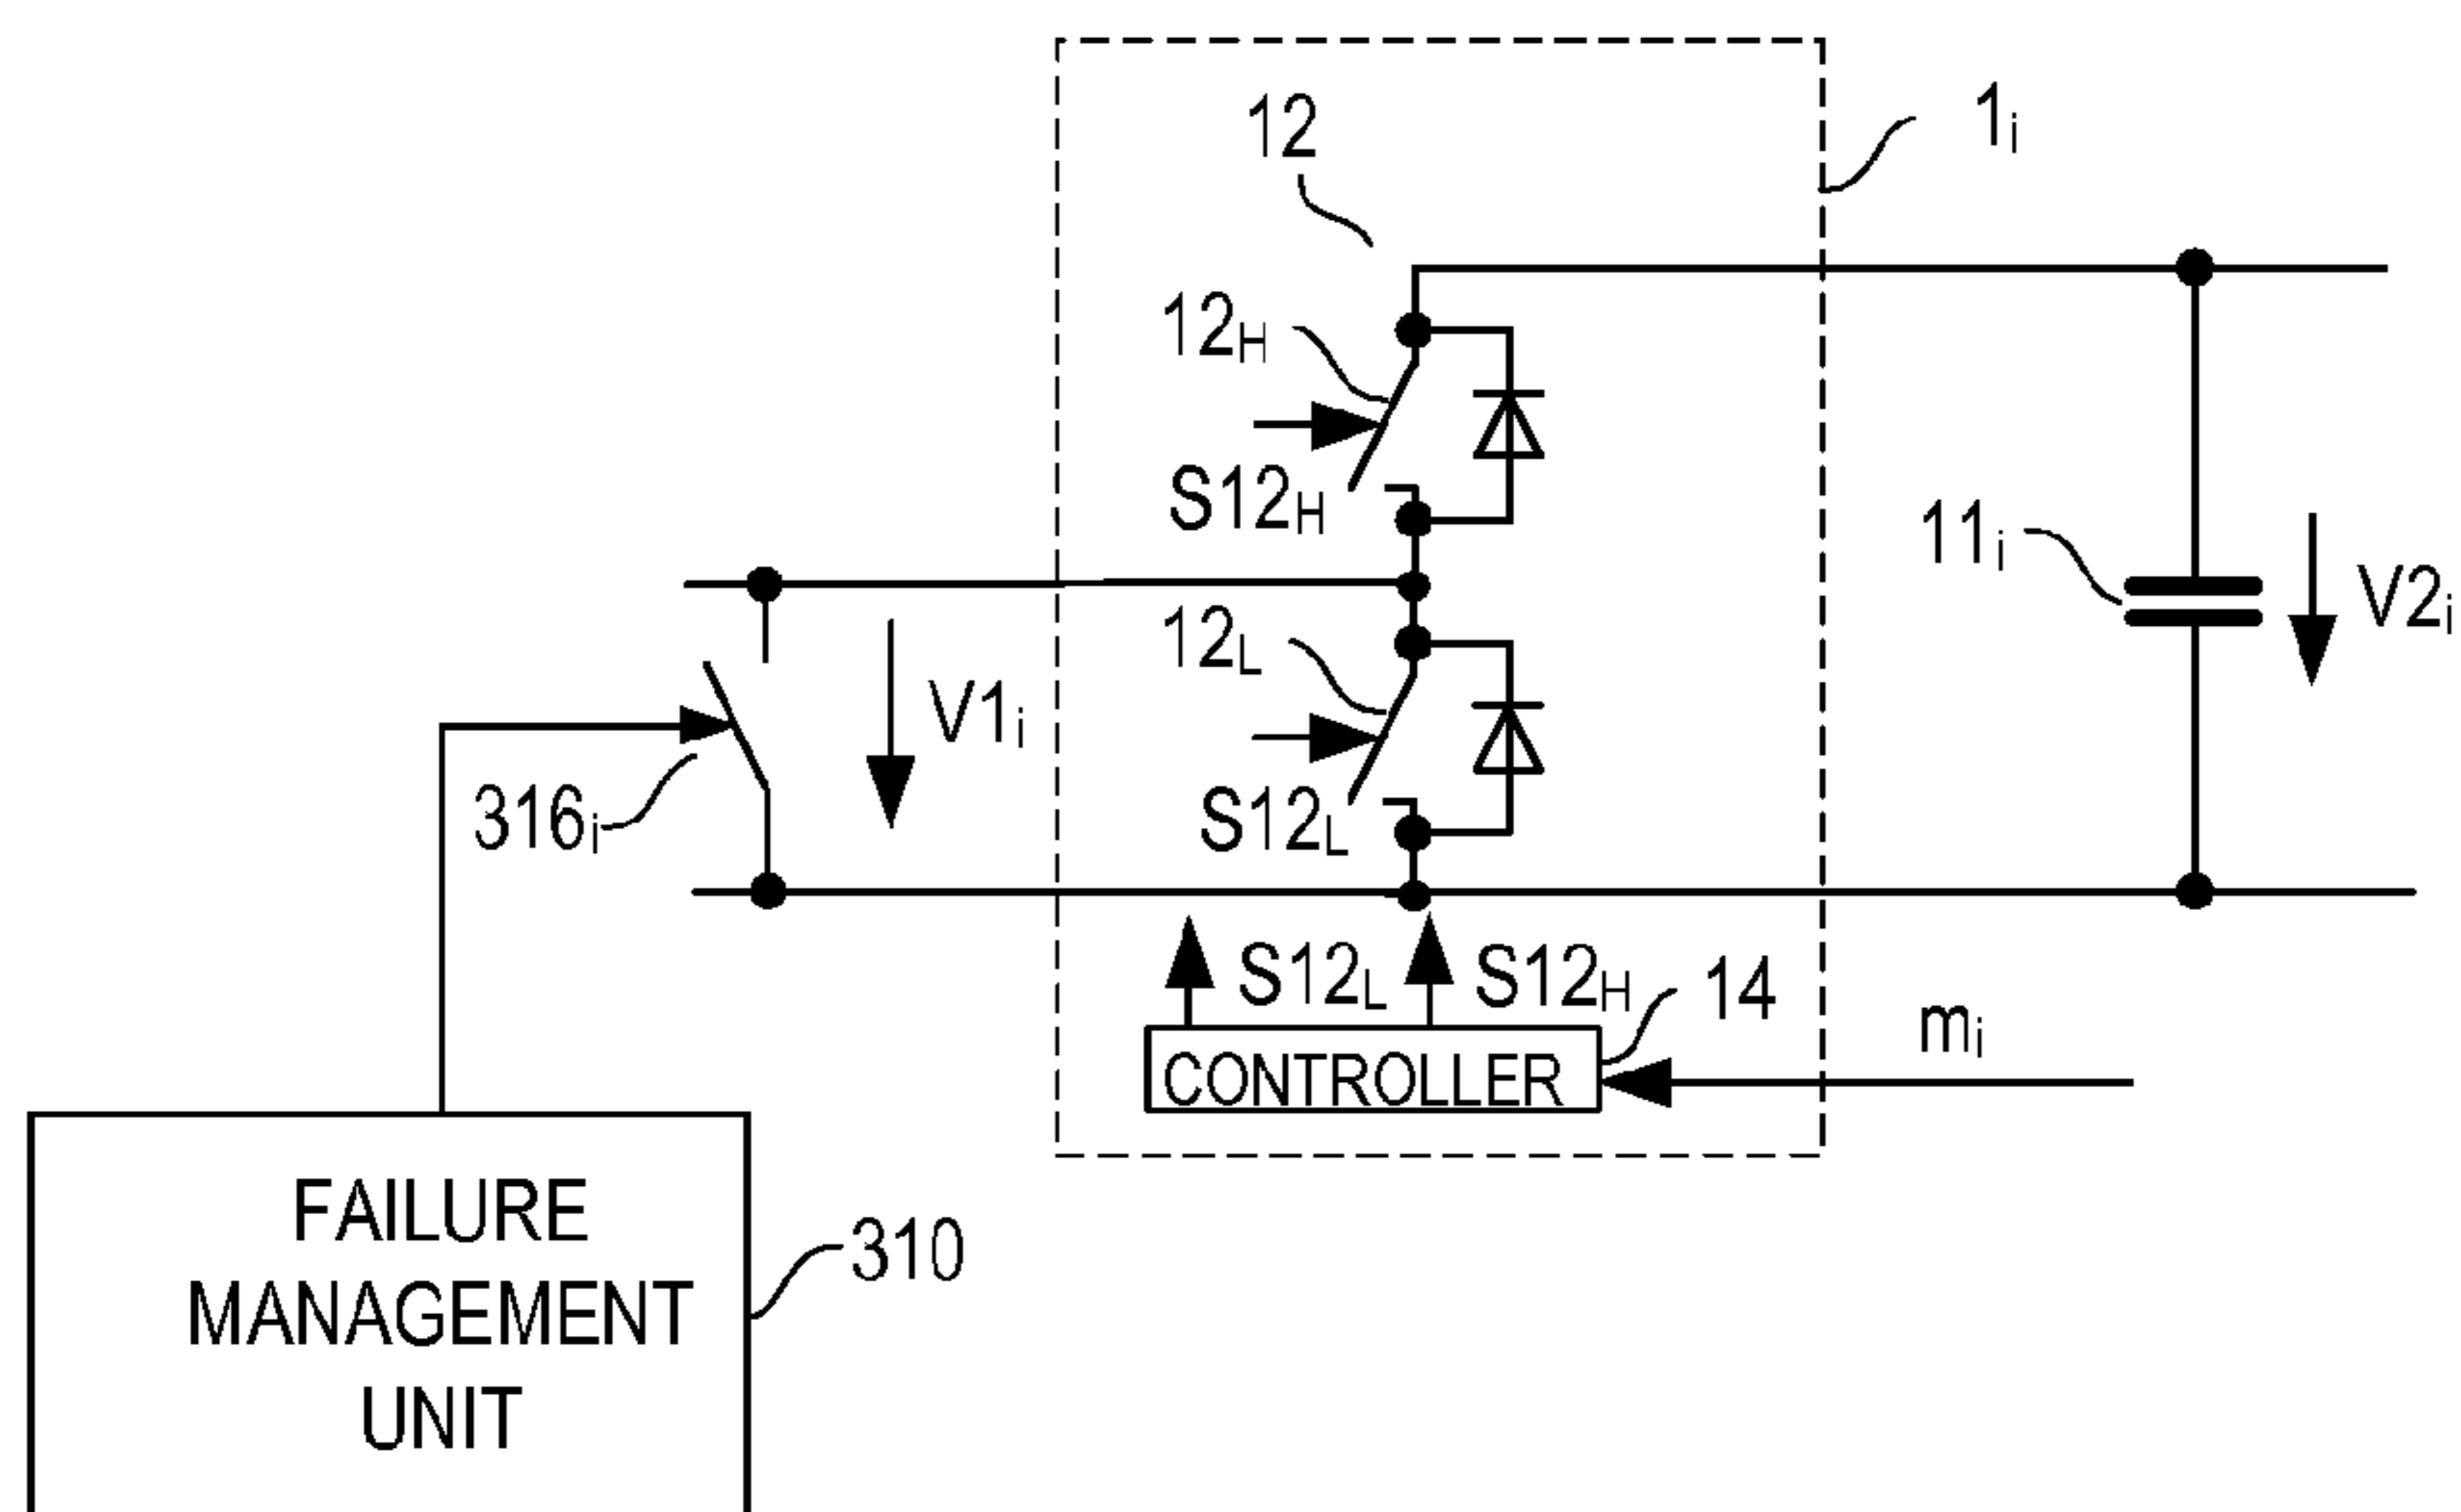 12
1i
12H
S12H
11i
V2i
12L
V1i
316i
S12L
S12L
S12H
14
mi
CONTROLLER
FAILURE
MANAGEMENT
UNIT
310